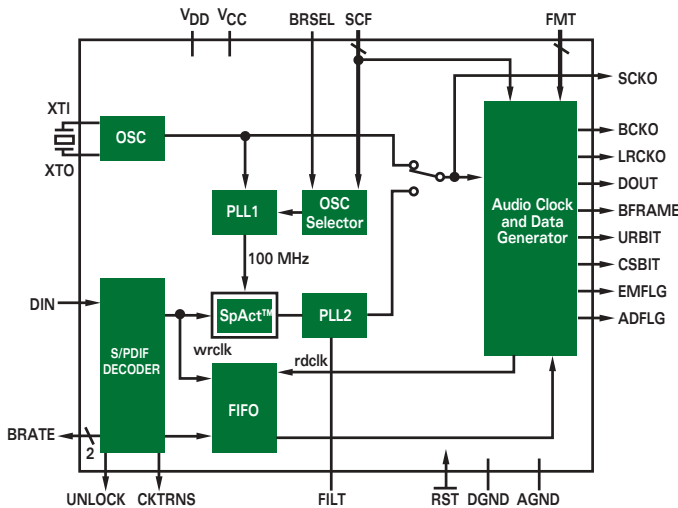 VDD VCC BRSEL SCF FMT
SCKO
XTI
OSC
BCKO
LRCKO
XTO
DOUT
PLL1
OSC
Selector
Audio Clock
and Data
Generator
BFRAME
URBIT
100 MHz
CSBIT
EMFLG
DIN
SpAct™
PLL2
ADFLG
wrclk
rdclk
S/PDIF
DECODER
FIFO
BRATE
2
UNLOCK CKTRNS FILT RST DGND AGND